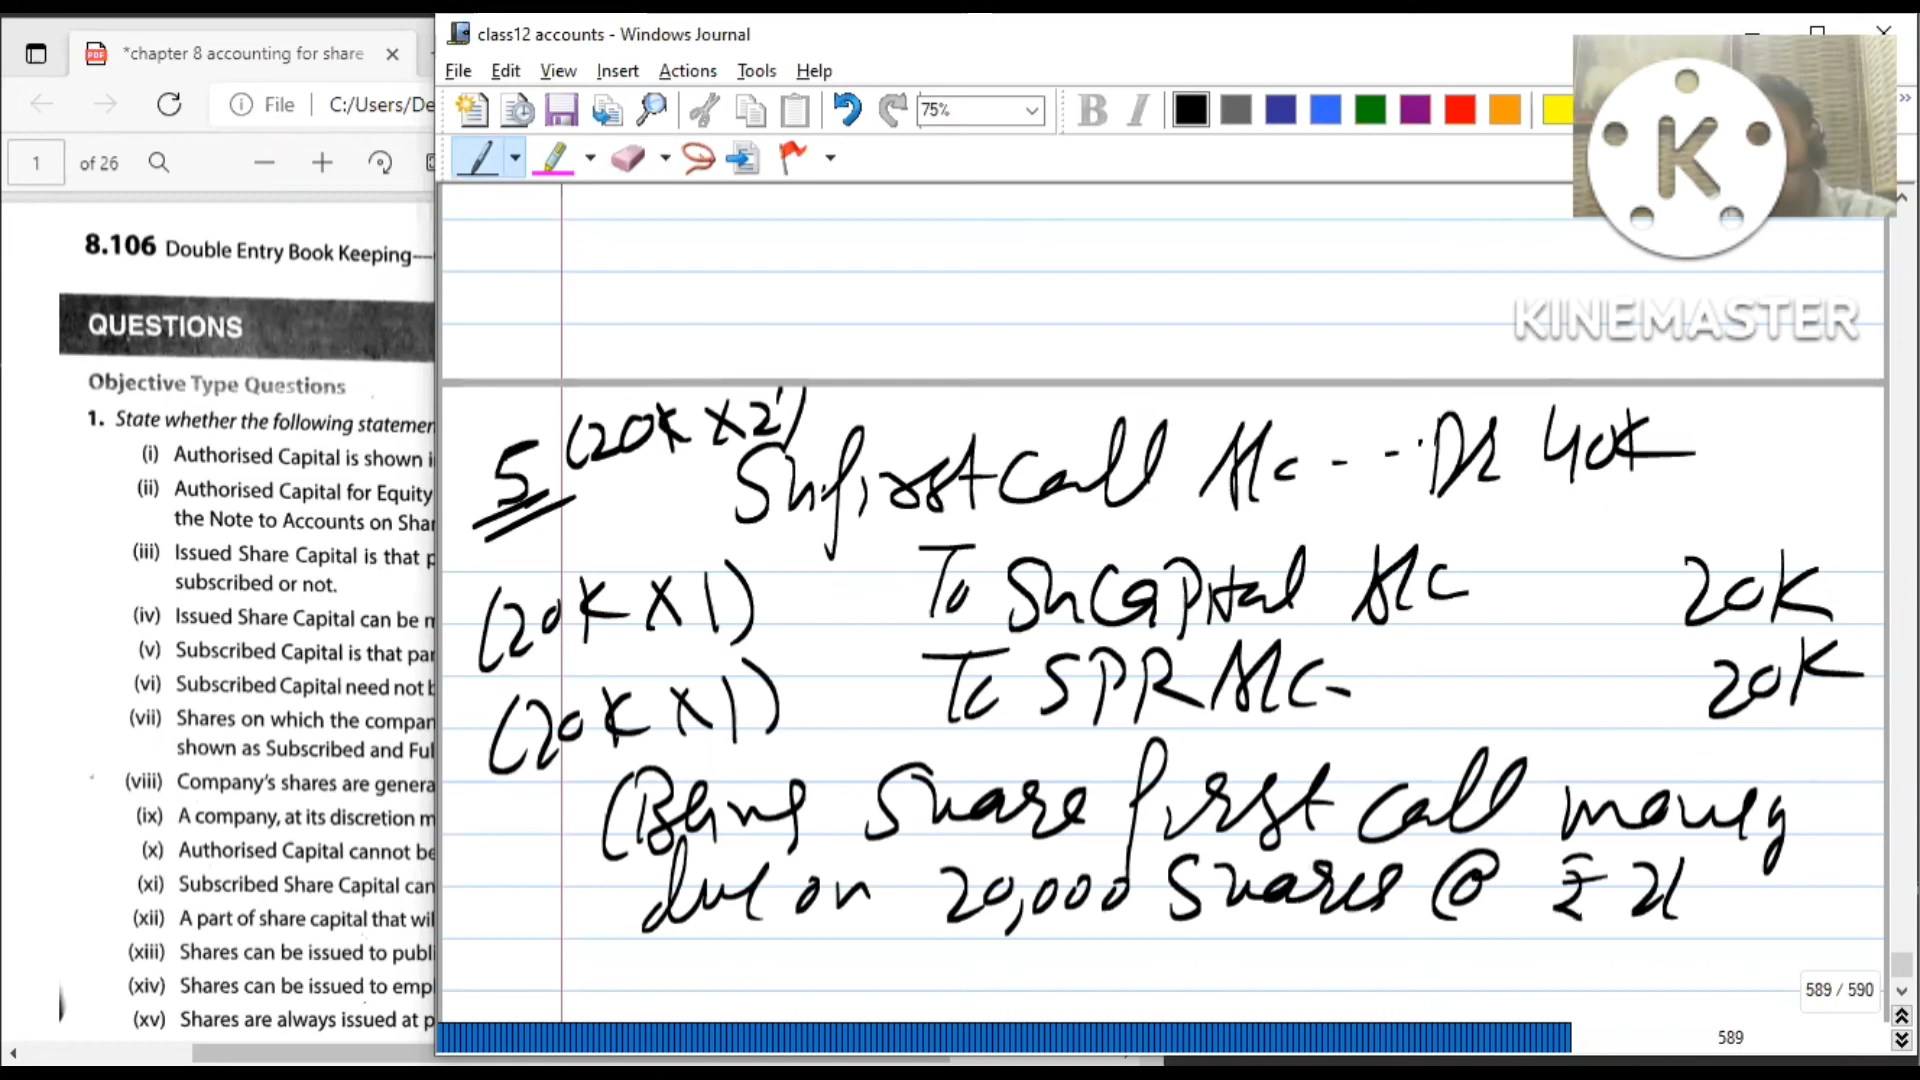 *chapter 8 accounting for share
File
C:/Users/De
1 of 26
8.106 Double Entry Book Keeping—
QUESTIONS
Objective Type Questions
1. State whether the following statemen
(i) Authorised Capital is shown i
(ii) Authorised Capital for Equity
the Note to Accounts on Shar
(iii) Issued Share Capital is that p
subscribed or not.
(iv) Issued Share Capital can be m
(v) Subscribed Capital is that par
(vi) Subscribed Capital need not b
(vii) Shares on which the compan
shown as Subscribed and Ful
(viii) Company's shares are genera
(ix) A company, at its discretion m
(x) Authorised Capital cannot be
(xi) Subscribed Share Capital can
(xii) A part of share capital that wil
(xiii) Shares can be issued to publi
(xiv) Shares can be issued to emp
(xv) Shares are always issued at p
class12 accounts - Windows Journal
File Edit View Insert Actions Tools Help
75%
B I
K
KINEMASTER
5 (20K X 2)
Sh first Call A/c - - . DR 40K
(20K X 1) To Sh Capital A/c 20K
(20K X 1) To SPR A/c- 20K
(Being Share first Call money
due on 20,000 Shares @ ₹ 2/
589 / 590
589